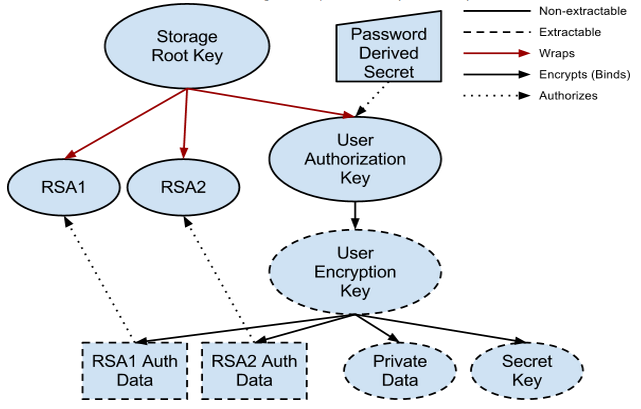 Storage
Root Key
Password
Derived
Secret
Non-extractable
Extractable
Wraps
Encrypts (Binds)
Authorizes
User
Authorization
Key
RSA1
RSA2
User
Encryption
Key
RSA1 Auth
Data
RSA2 Auth
Data
Private
Data
Secret
Key